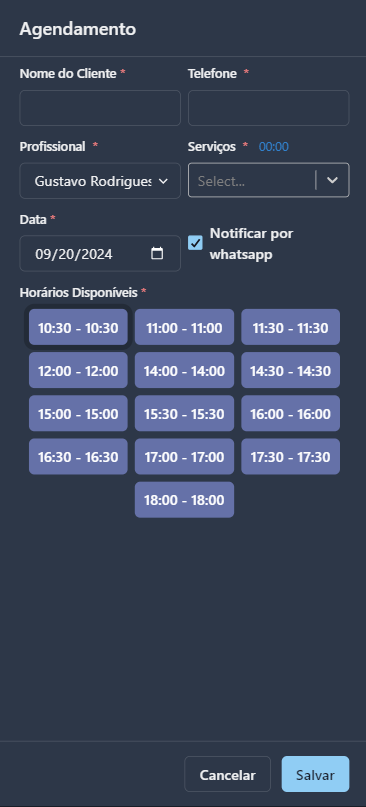 Agendamento
Nome do Cliente * Telefone *
Profissional * Serviços * 00:00
Gustavo Rodrigues Select...
Data *
09/20/2024 Notificar por
whatsapp
Horários Disponíveis *
10:30 - 10:30 11:00 - 11:00 11:30 - 11:30
12:00 - 12:00 14:00 - 14:00 14:30 - 14:30
15:00 - 15:00 15:30 - 15:30 16:00 - 16:00
16:30 - 16:30 17:00 - 17:00 17:30 - 17:30
18:00 - 18:00
Cancelar Salvar